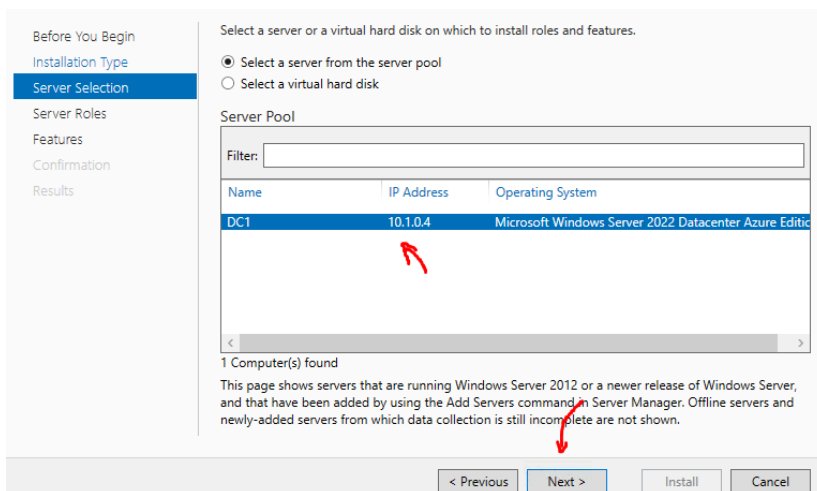 Before You Begin
Installation Type
Server Selection
Server Roles
Features
Confirmation
Results
Select a server or a virtual hard disk on which to install roles and features.
Select a server from the server pool
Select a virtual hard disk
Server Pool
Filter:
Name IP Address Operating System
DC1 10.1.0.4 Microsoft Windows Server 2022 Datacenter Azure Editic
1 Computer(s) found
This page shows servers that are running Windows Server 2012 or a newer release of Windows Server,
and that have been added by using the Add Servers command in Server Manager. Offline servers and
newly-added servers from which data collection is still incomplete are not shown.
< Previous Next > Install Cancel